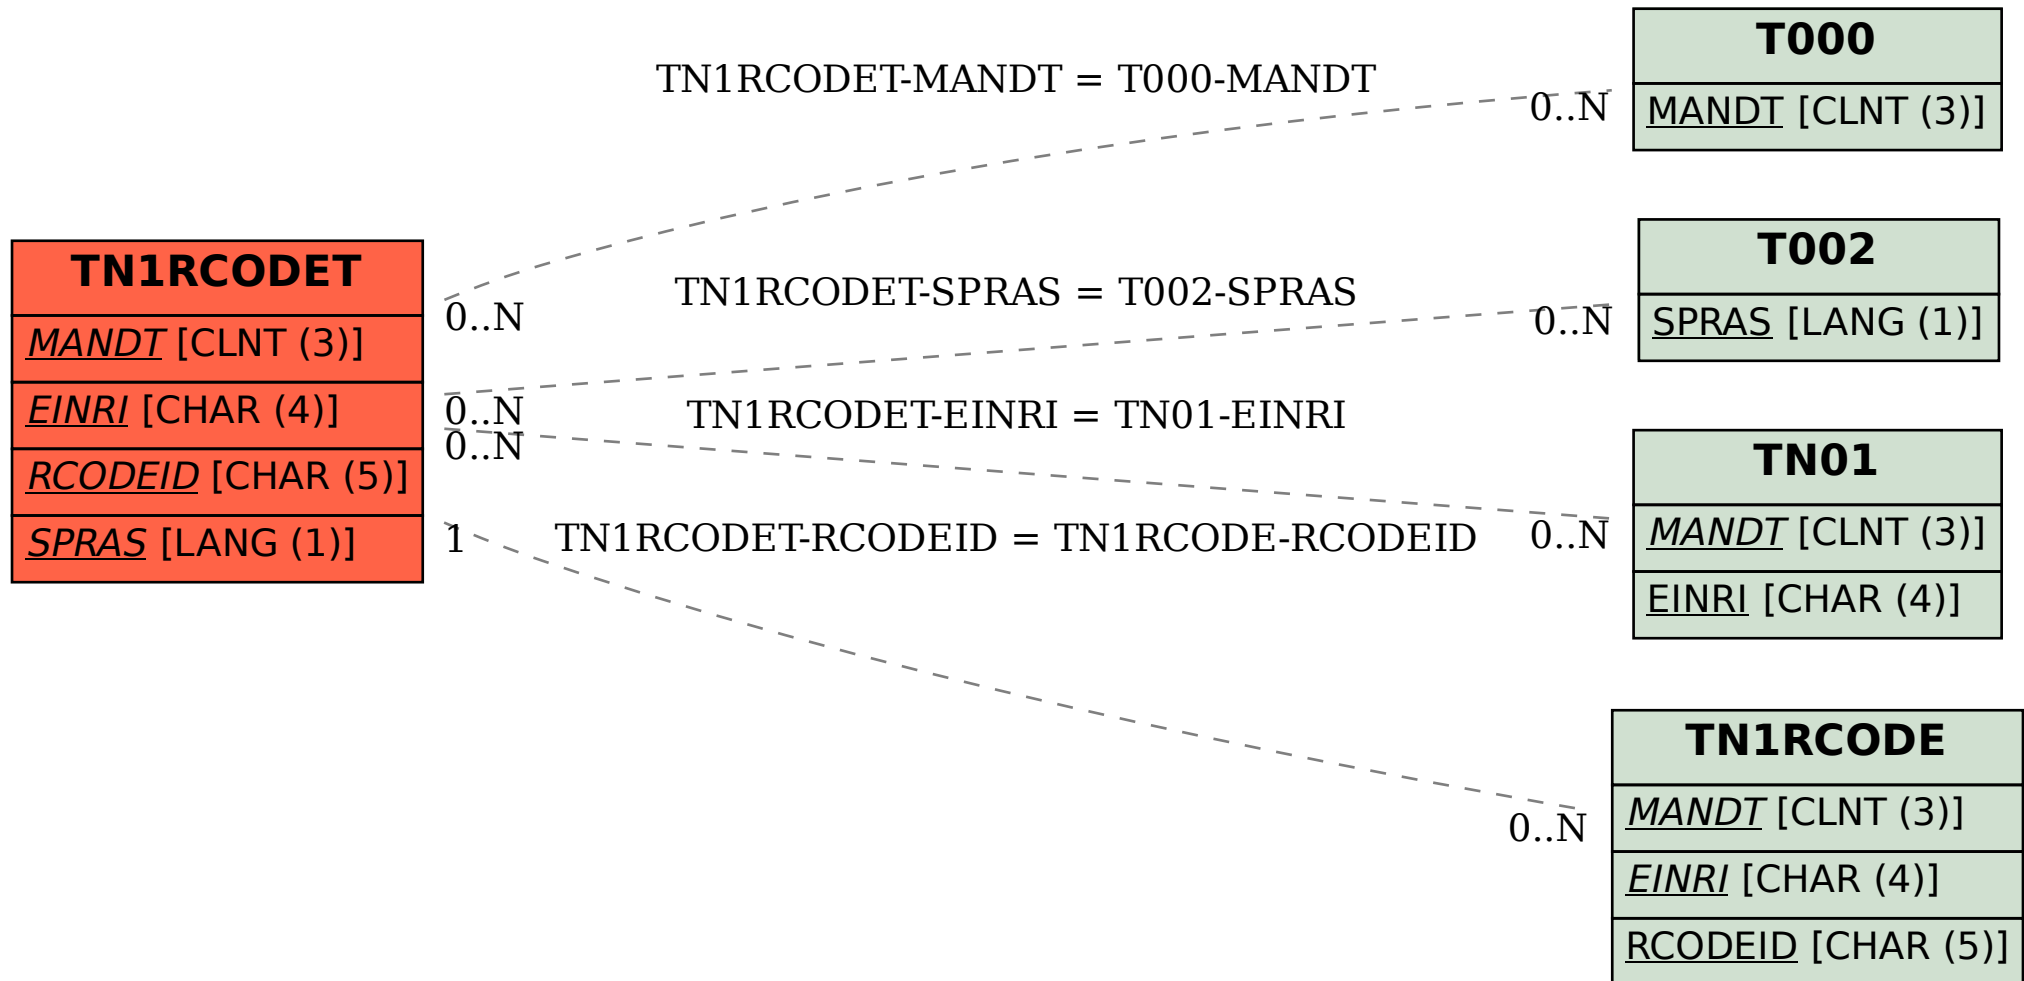 TN1RCODET
MANDT [CLNT (3)]
EINRI [CHAR (4)]
RCODEID [CHAR (5)]
SPRAS [LANG (1)]
TN1RCODET-MANDT = T000-MANDT
0..N
0..N
TN1RCODET-SPRAS = T002-SPRAS
0..N
0..N
TN1RCODET-EINRI = TN01-EINRI
0..N
0..N
TN1RCODET-RCODEID = TN1RCODE-RCODEID
1
0..N
T000
MANDT [CLNT (3)]
T002
SPRAS [LANG (1)]
TN01
MANDT [CLNT (3)]
EINRI [CHAR (4)]
TN1RCODE
MANDT [CLNT (3)]
EINRI [CHAR (4)]
RCODEID [CHAR (5)]